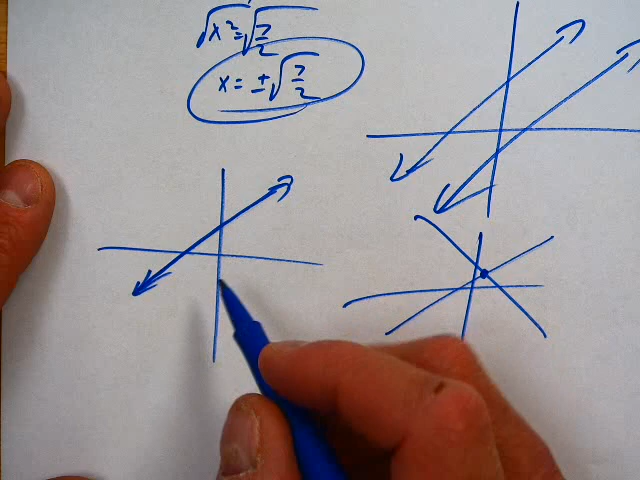 √x² = √7/2
x = ±√7/2